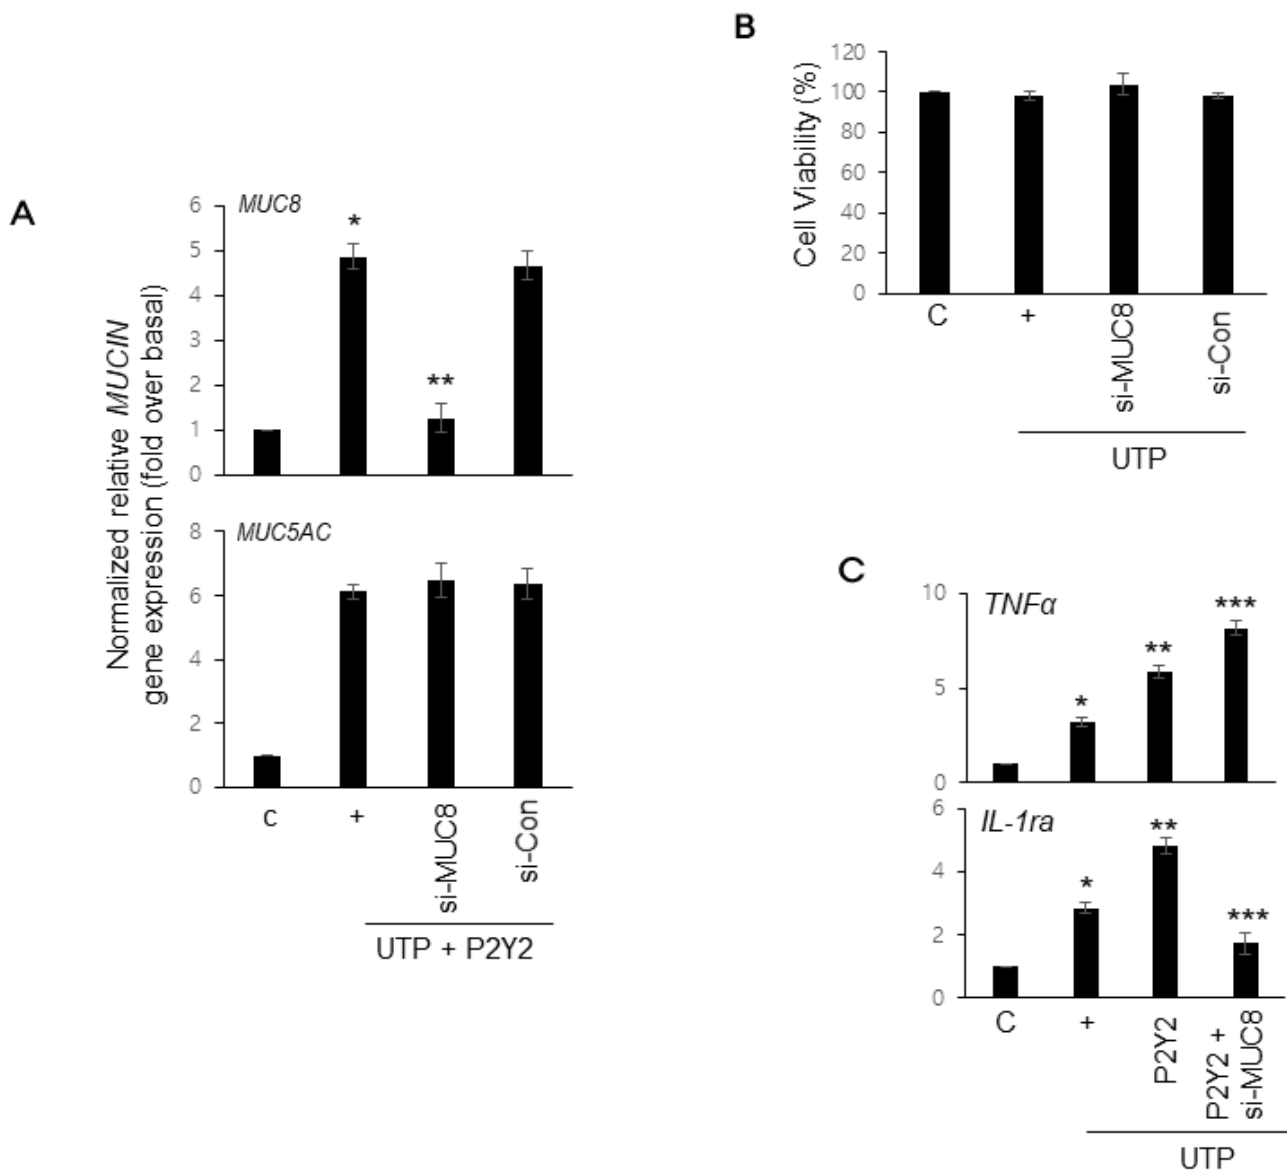 A
Normalized relative MUCIN
gene expression (fold over basal)
MUC8
6
5
4
3
2
1
0
*
**
MUC5AC
8
6
4
2
0
c
+
si-MUC8
si-Con
UTP + P2Y2
B
Cell Viability (%)
120
100
80
60
40
20
0
C
+
si-MUC8
si-Con
UTP
C
TNFα
10
5
0
*
**
***
IL-1ra
6
4
2
0
*
**
***
C
+
P2Y2
P2Y2 +
si-MUC8
UTP